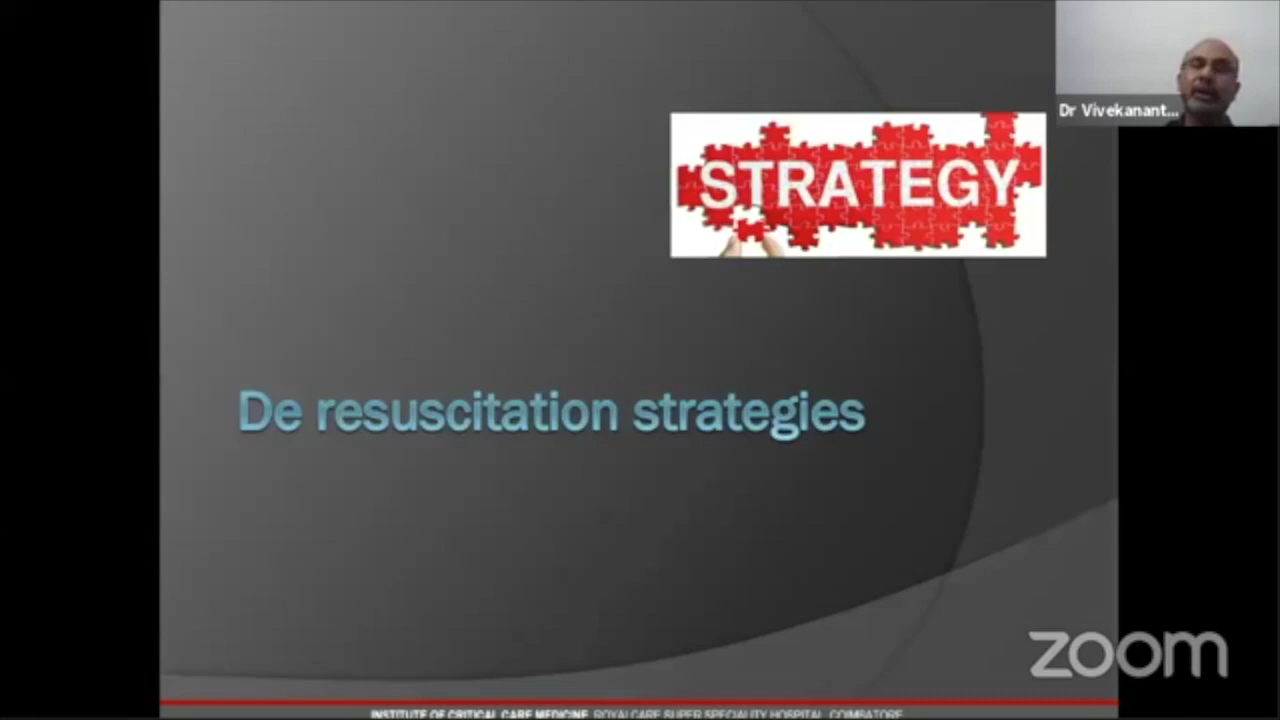 Dr Vivekanant...
STRATEGY
De resuscitation strategies
zoom
INSTITUTE OF CRITICAL CARE MEDICINE, ROYALCARE SUPER SPECIALITY HOSPITAL, COIMBATORE